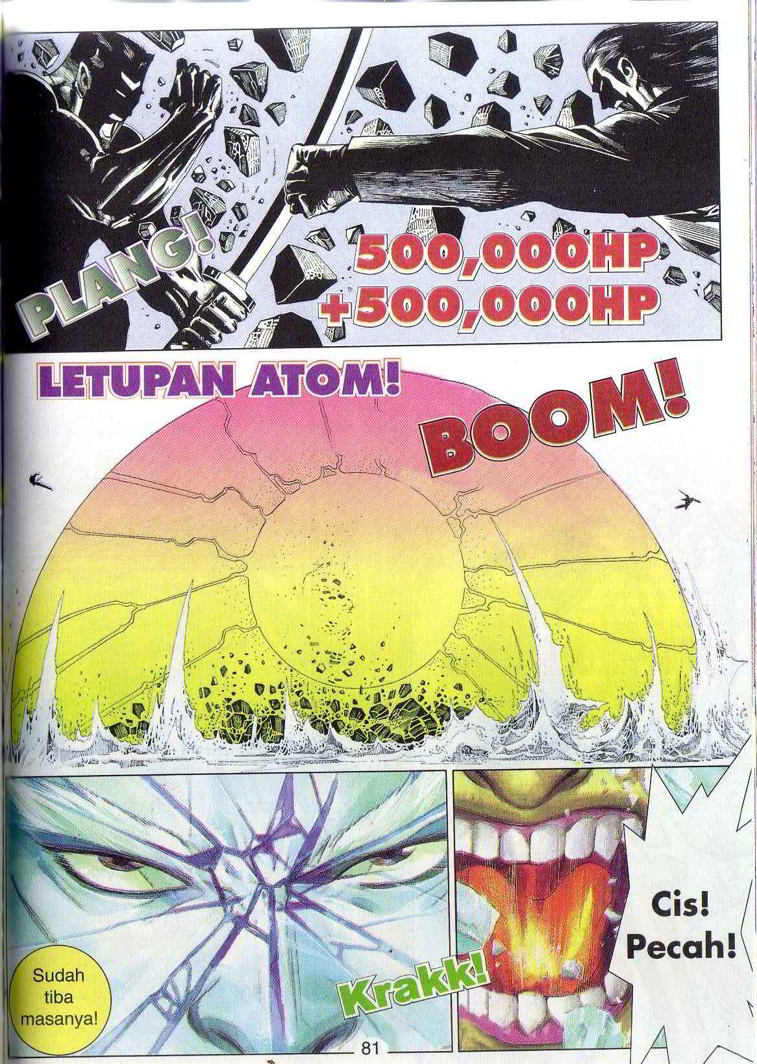 PLANG!
500,000HP
+500,000HP
LETUPAN ATOM!
BOOM!
Sudah
tiba
masanya!
Krakk!
Cis!
Pecah!
81